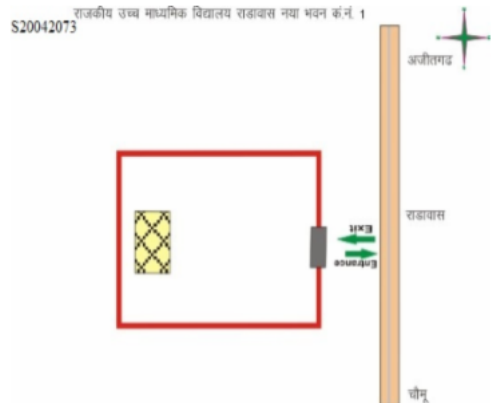 राजकीय उच्च माध्यमिक विद्यालय राडावास नया भवन कं.नं. 1
S20042073
अजीतगढ
राडावास
Exit
Entrance
चौमू